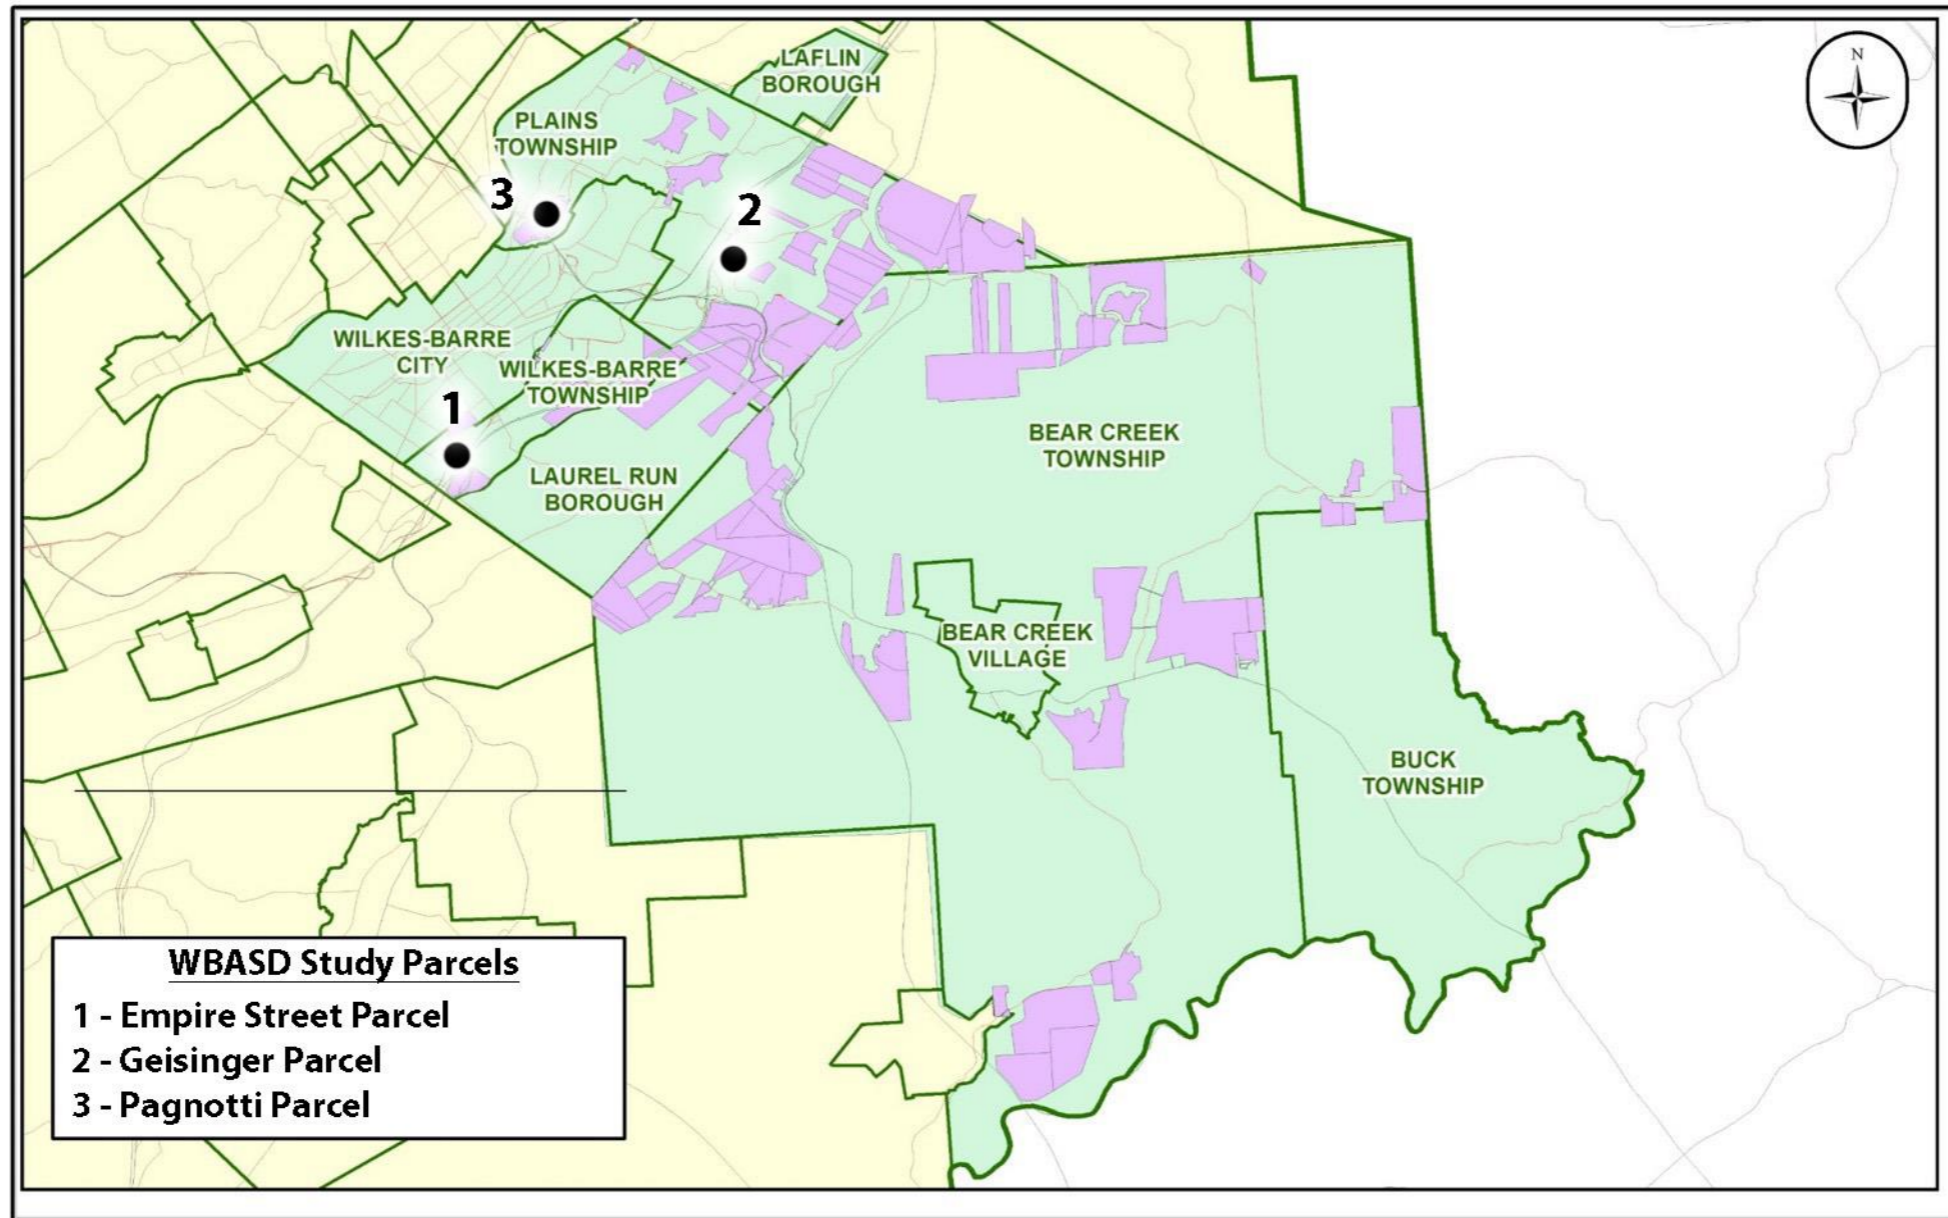 N
LAFLIN
BOROUGH
PLAINS
TOWNSHIP
3
2
WILKES-BARRE
CITY
WILKES-BARRE
TOWNSHIP
1
BEAR CREEK
TOWNSHIP
LAUREL RUN
BOROUGH
BEAR CREEK
VILLAGE
BUCK
TOWNSHIP
WBASD Study Parcels
1 - Empire Street Parcel
2 - Geisinger Parcel
3 - Pagnotti Parcel